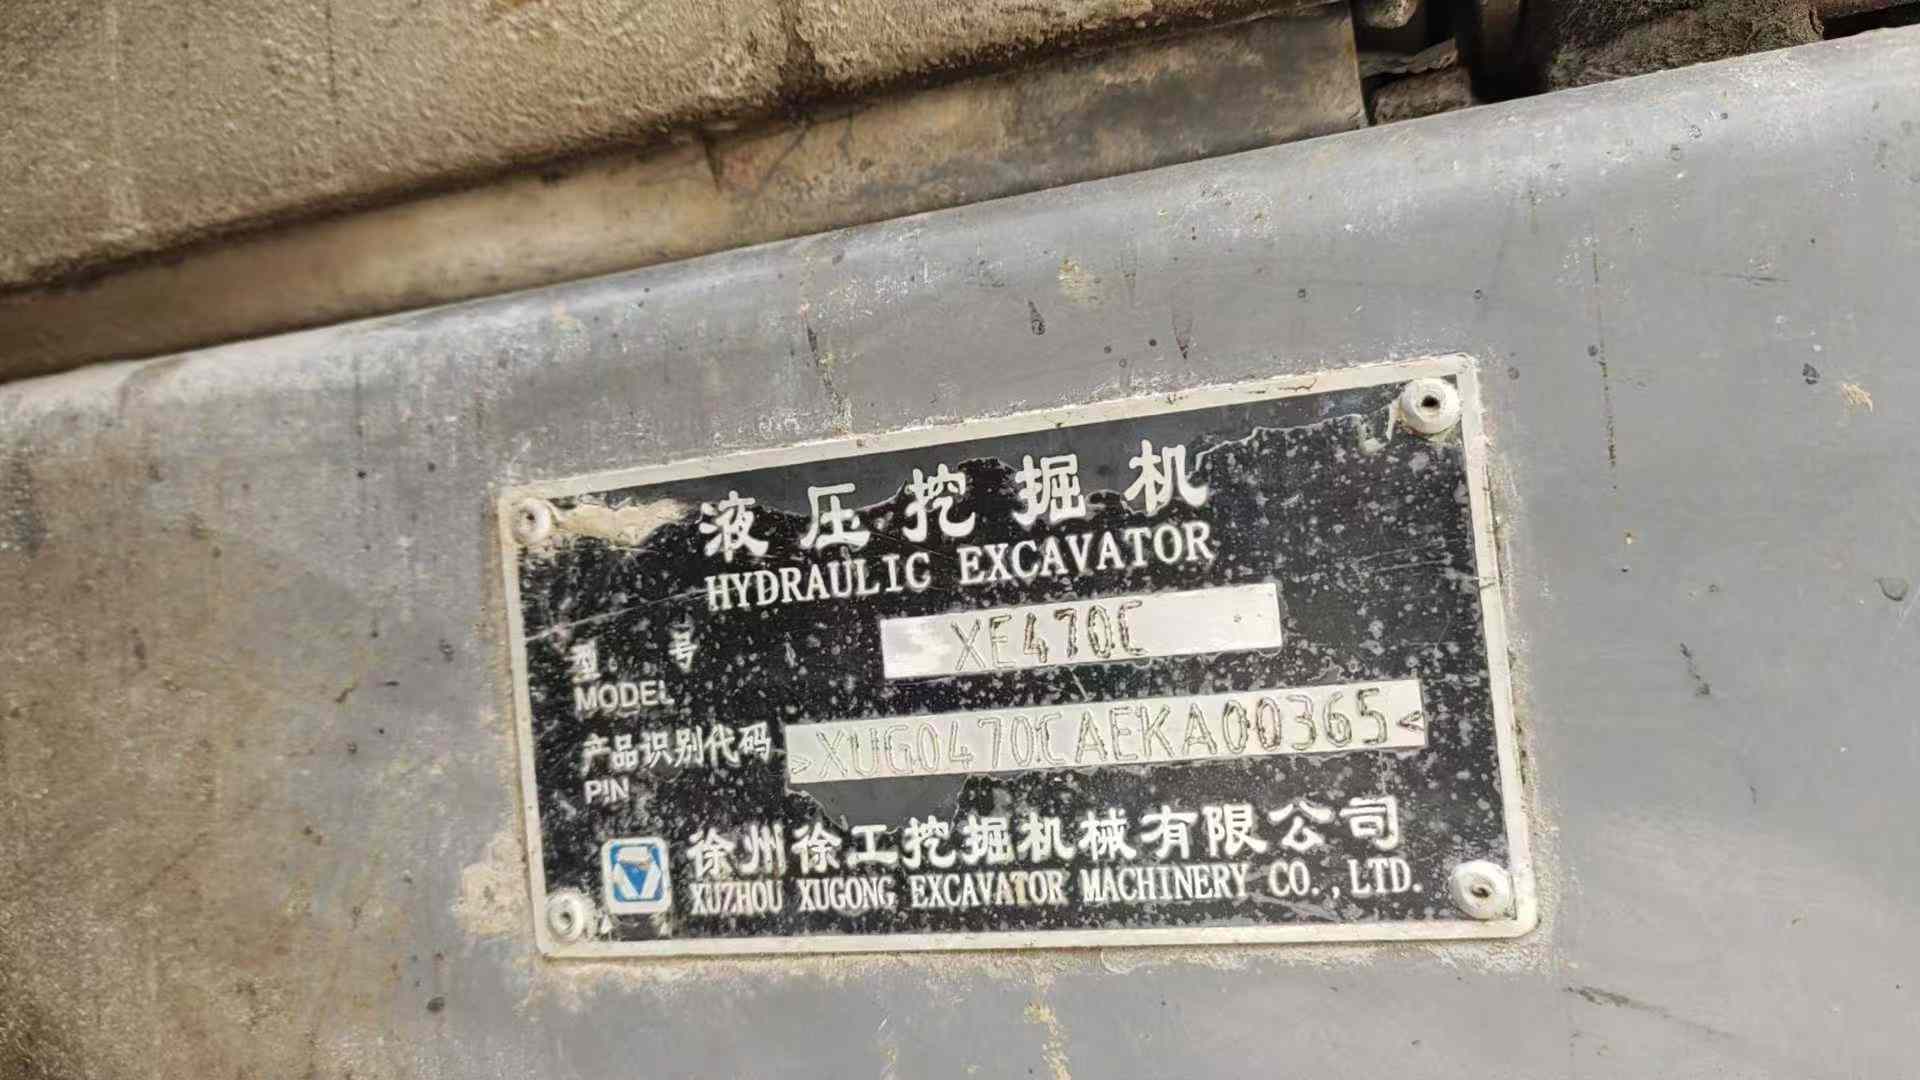 液压挖掘机
HYDRAULIC EXCAVATOR
型 号 XE470C
MODEL
产品识别代码 >XUG0470CAEKA00365<
PIN
徐州徐工挖掘机械有限公司
XUZHOU XUGONG EXCAVATOR MACHINERY CO.,LTD.